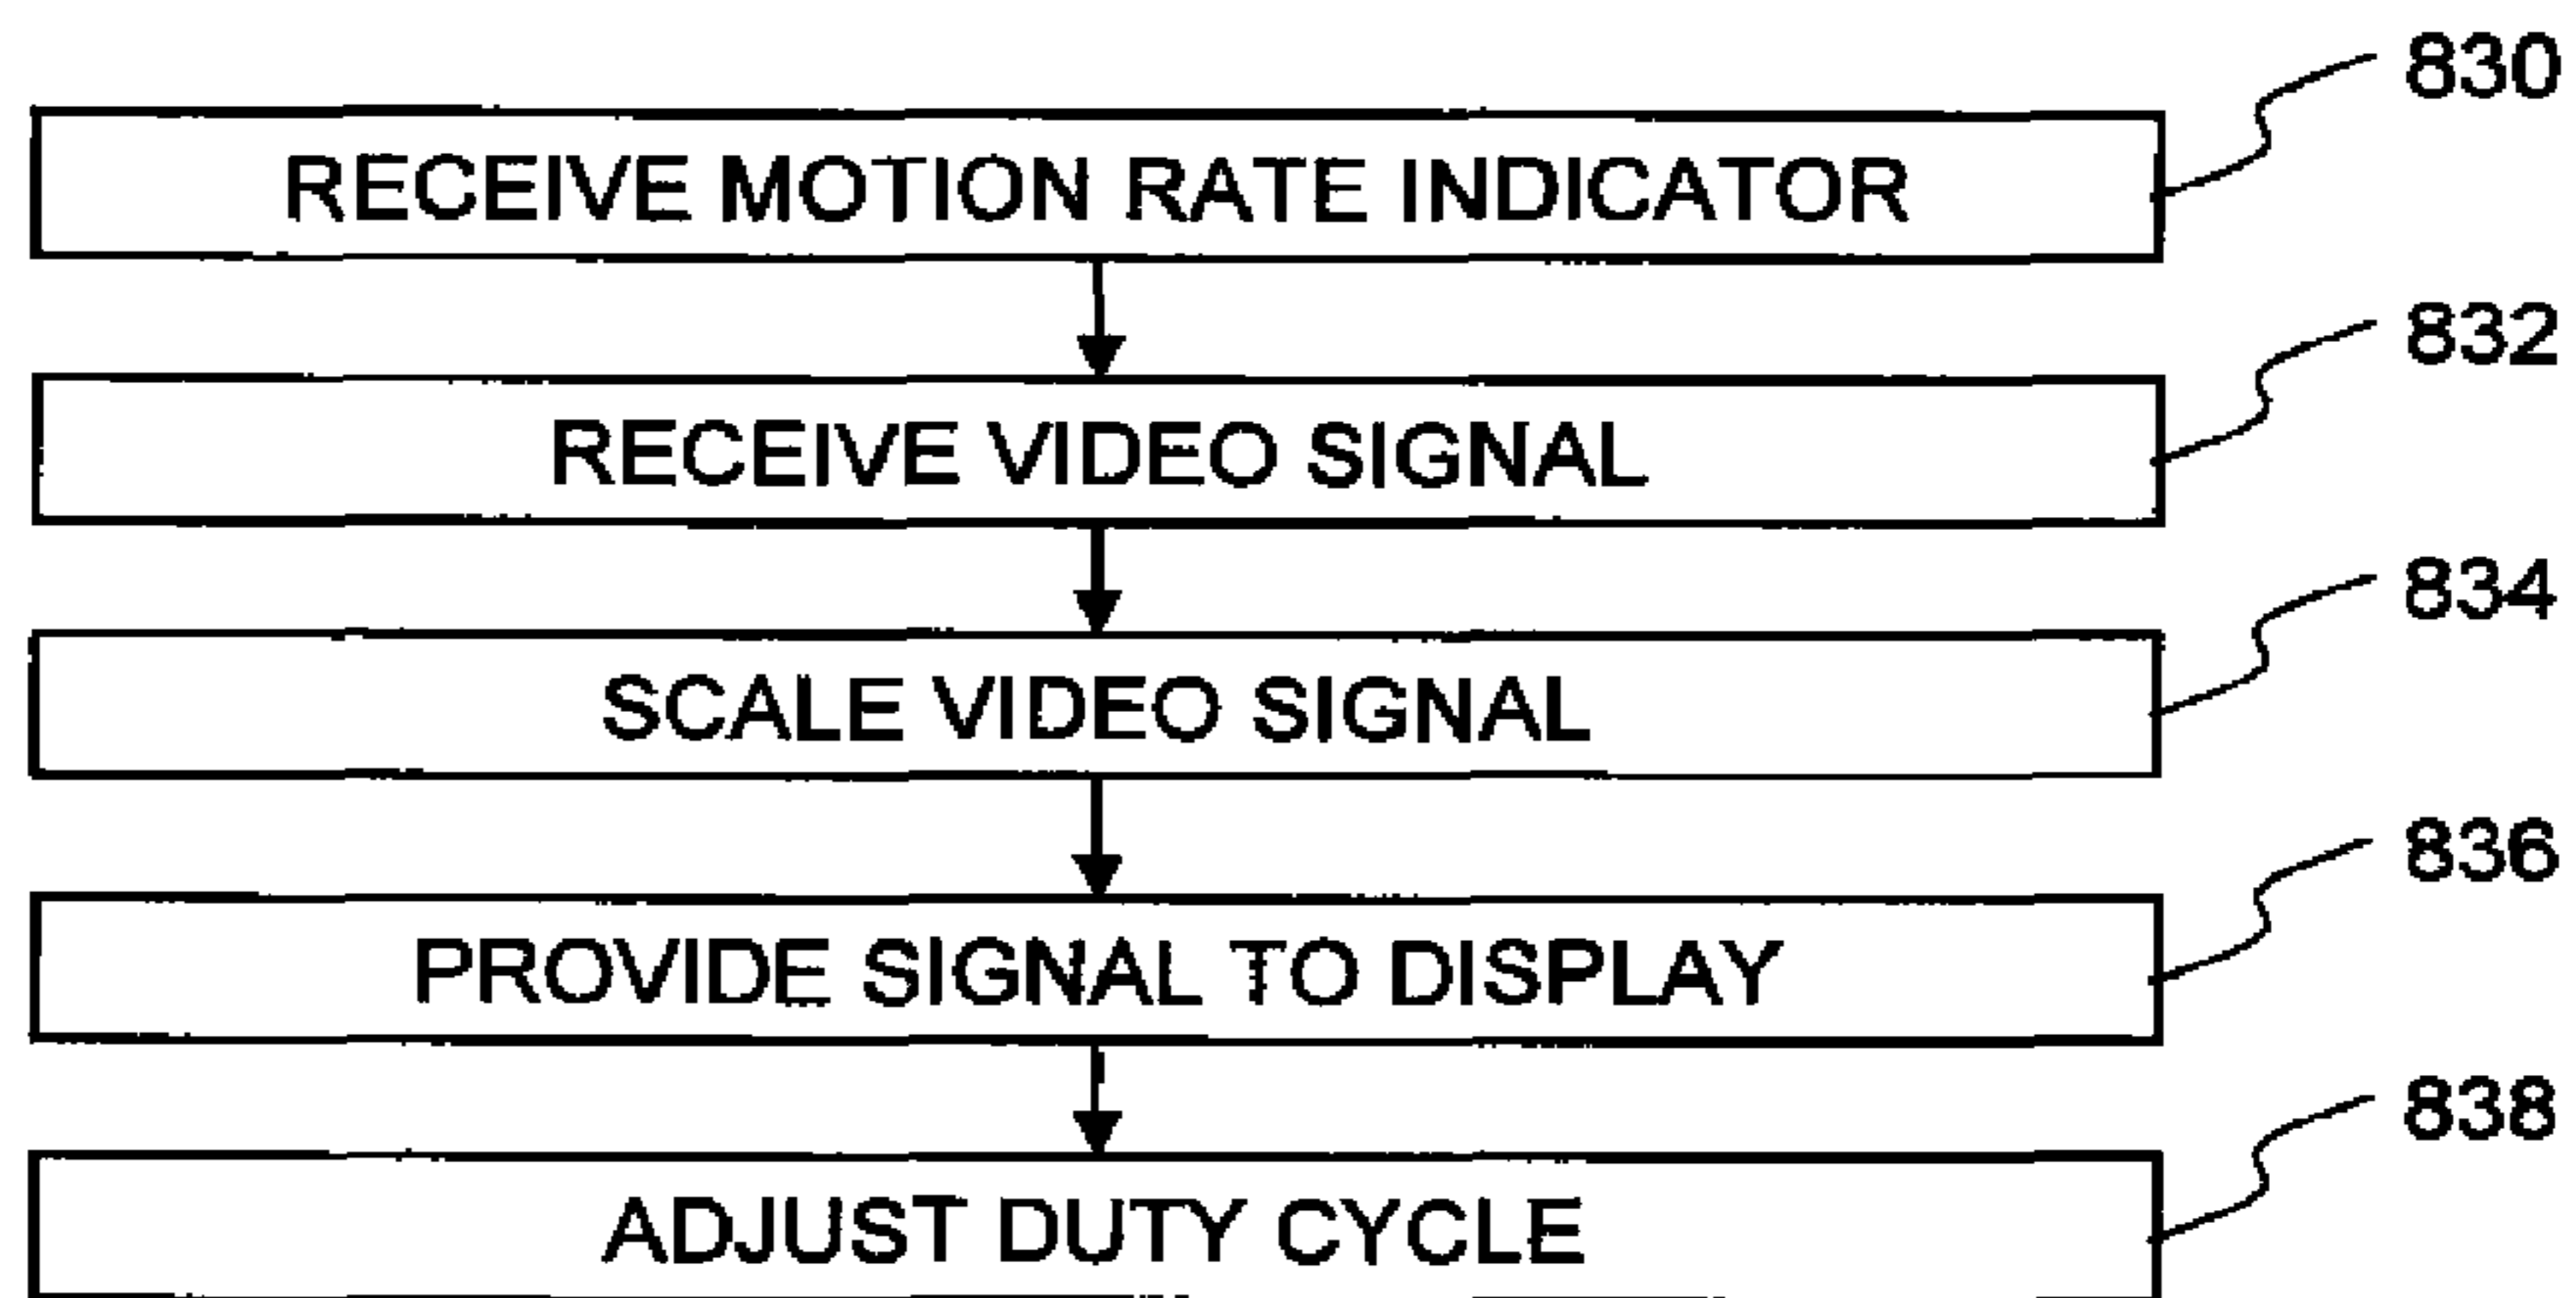 830
RECEIVE MOTION RATE INDICATOR
832
RECEIVE VIDEO SIGNAL
834
SCALE VIDEO SIGNAL
836
PROVIDE SIGNAL TO DISPLAY
838
ADJUST DUTY CYCLE